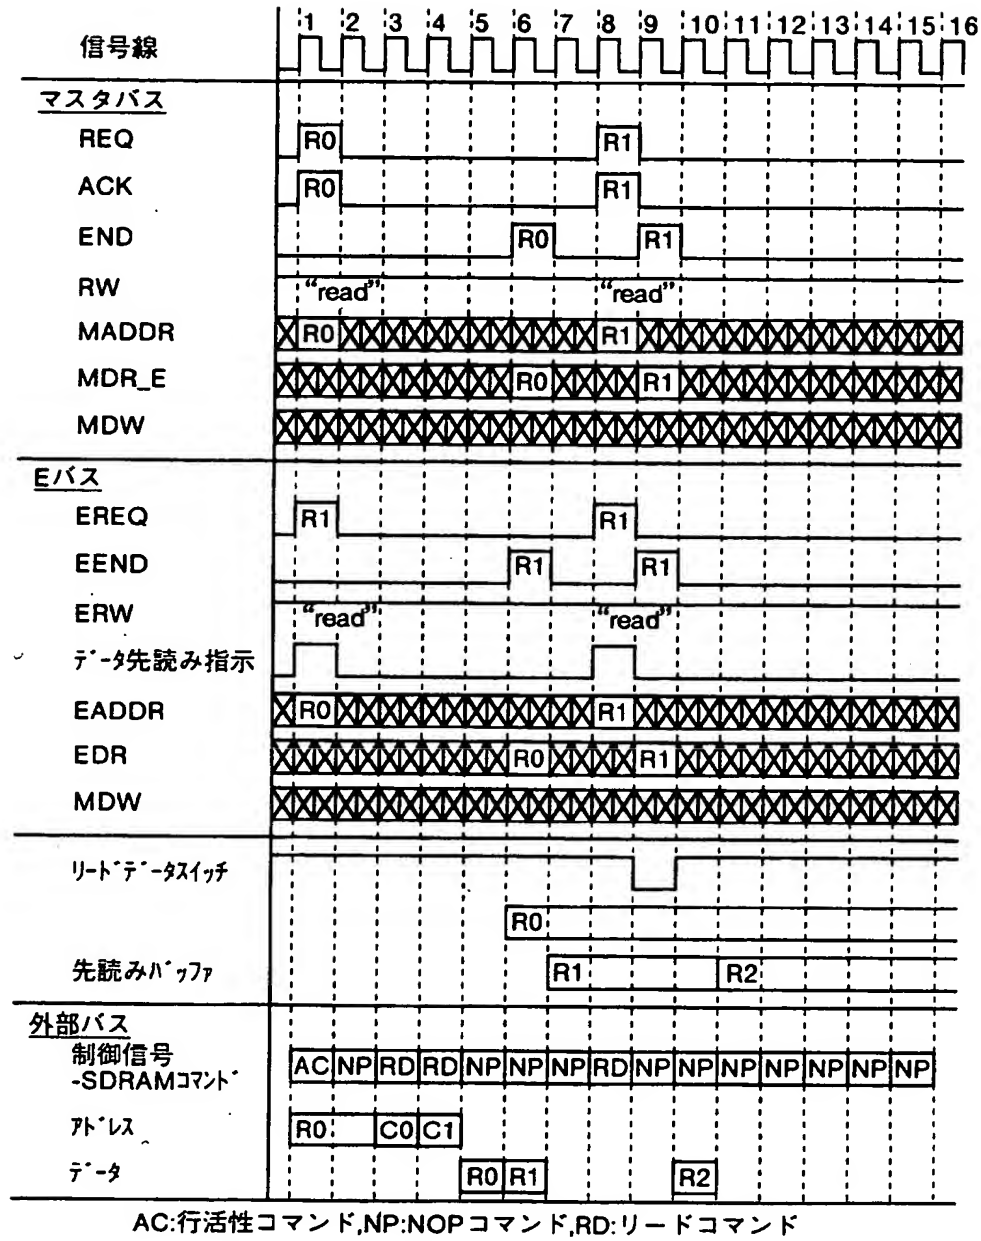 信号線 1 2 3 4 5 6 7 8 9 10 11 12 13 14 15 16
マスタバス
REQ R0 R1
ACK R0 R1
END R0 R1
RW "read" "read"
MADDR R0 R1
MDR_E R0 R1
MDW
Eバス
EREQ R1 R1
EEND R1 R1
ERW "read" "read"
データ先読み指示
EADDR R0 R1
EDR R0 R1
MDW
リードデータスイッチ
R0
先読みバッファ R1 R2
外部バス
制御信号
-SDRAMコマンド AC NP RD RD NP NP NP RD NP NP NP NP NP NP NP
アドレス R0 C0 C1
データ R0 R1 R2
AC:行活性コマンド,NP:NOPコマンド,RD:リードコマンド